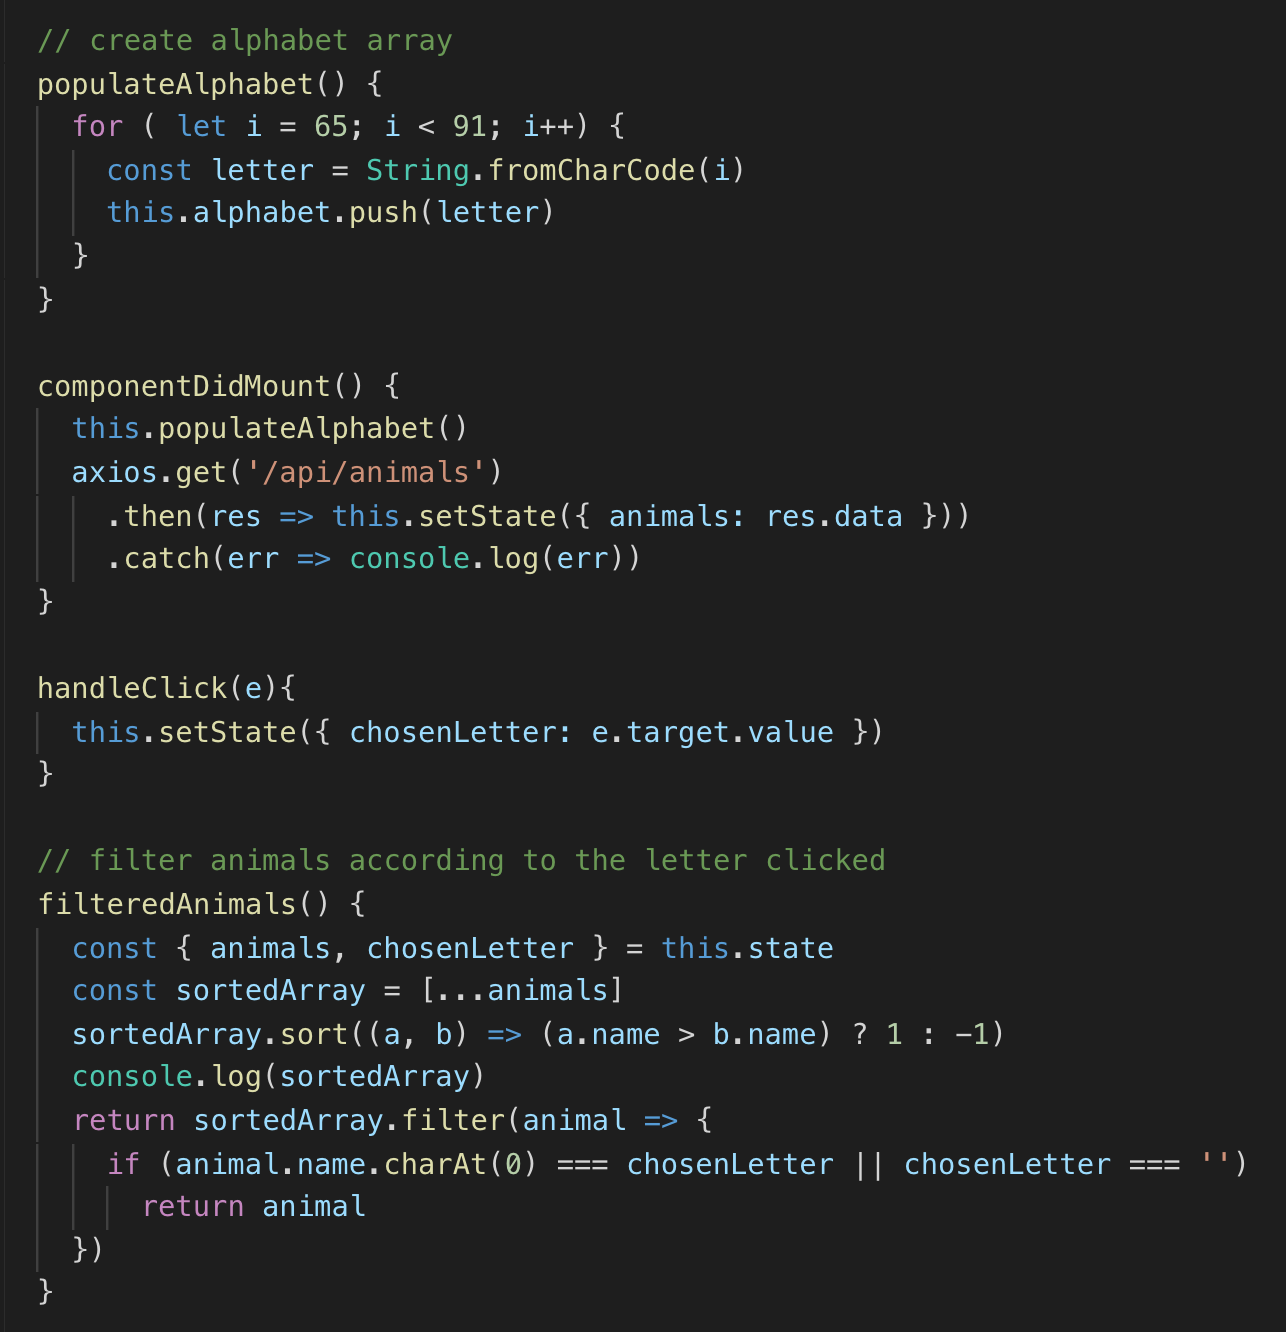 // create alphabet array
populateAlphabet() {
  for ( let i = 65; i < 91; i++) {
    const letter = String.fromCharCode(i)
    this.alphabet.push(letter)
  }
}

componentDidMount() {
  this.populateAlphabet()
  axios.get('/api/animals')
    .then(res => this.setState({ animals: res.data }))
    .catch(err => console.log(err))
}

handleClick(e){
  this.setState({ chosenLetter: e.target.value })
}

// filter animals according to the letter clicked
filteredAnimals() {
  const { animals, chosenLetter } = this.state
  const sortedArray = [...animals]
  sortedArray.sort((a, b) => (a.name > b.name) ? 1 : -1)
  console.log(sortedArray)
  return sortedArray.filter(animal => {
    if (animal.name.charAt(0) === chosenLetter || chosenLetter === '')
      return animal
  })
}